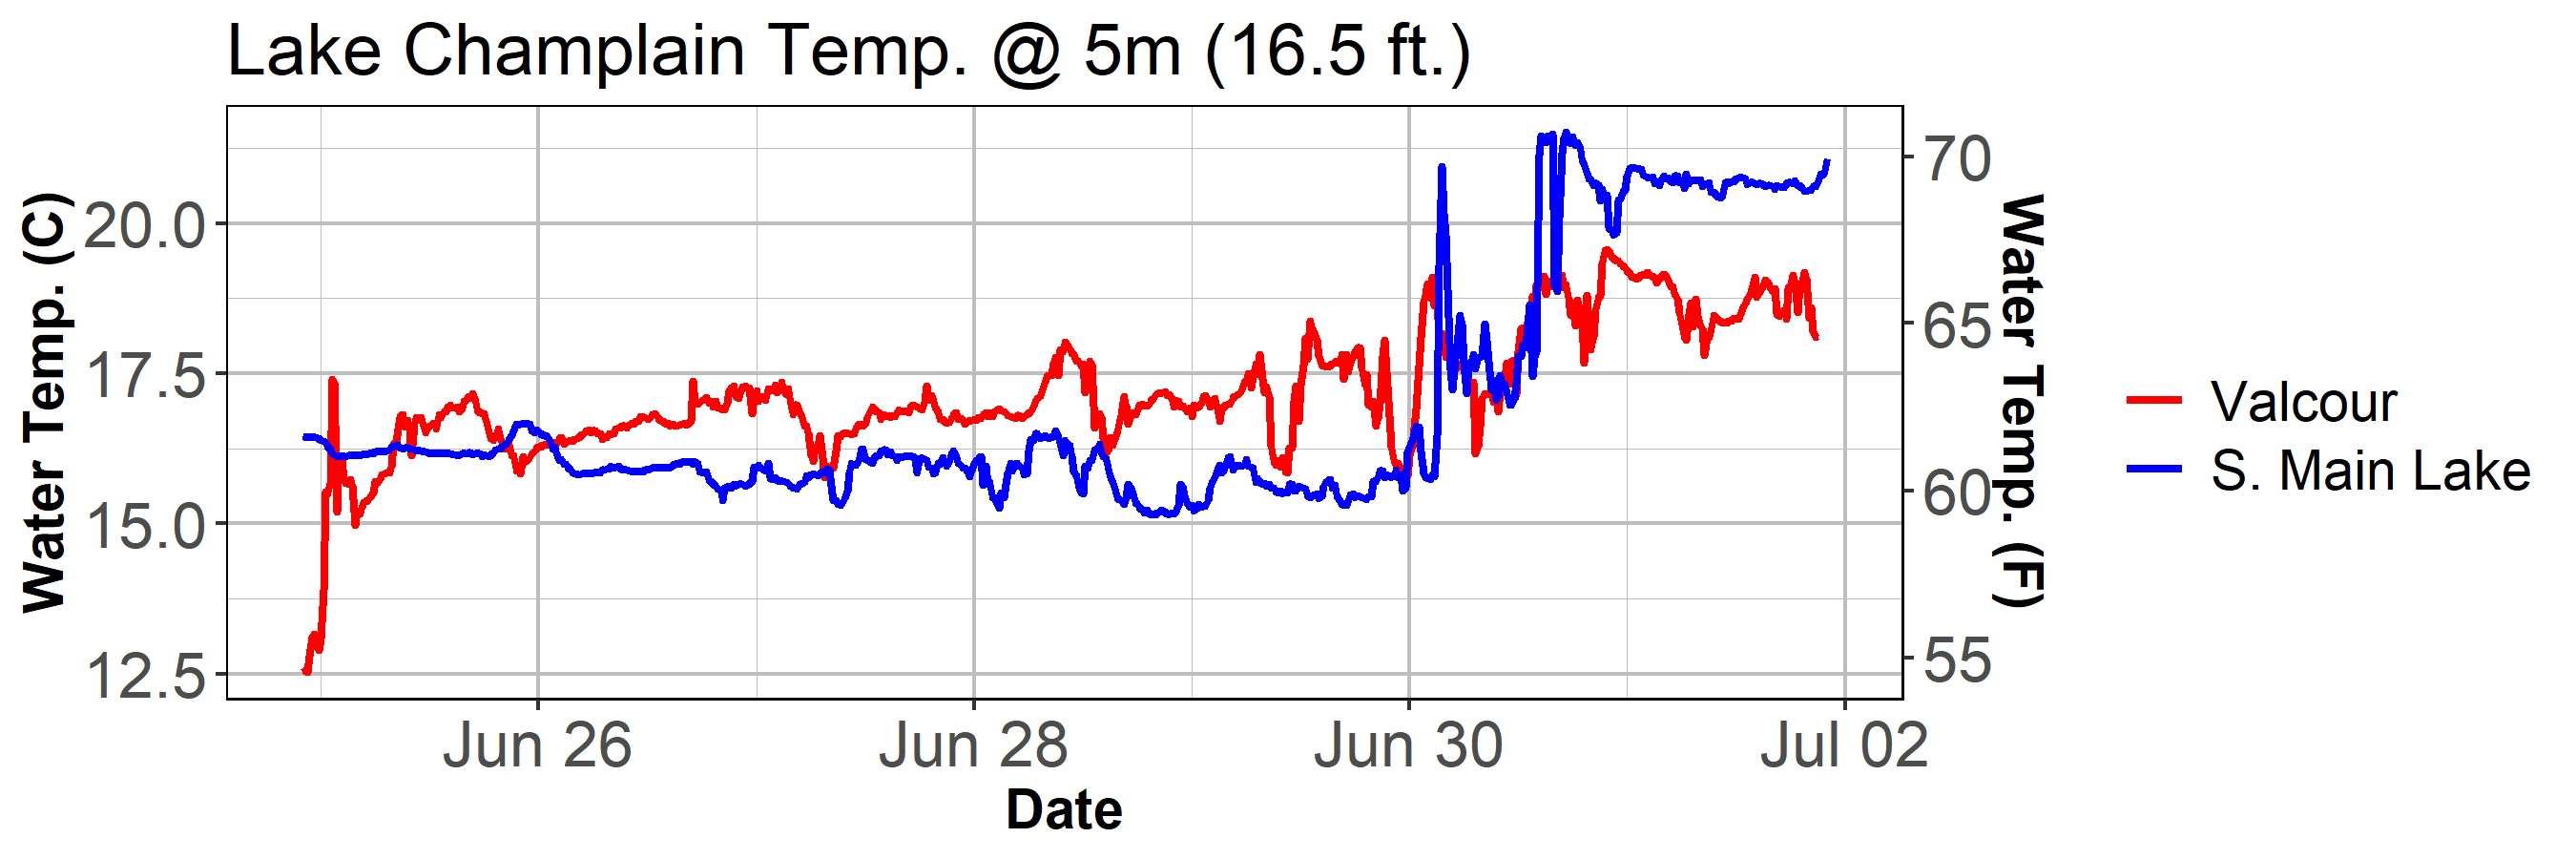 Lake Champlain Temp. @ 5m (16.5 ft.)
Water Temp. (C)
20.0
17.5
15.0
12.5
70
65
60
55
Water Temp. (F)
Jun 26
Jun 28
Jun 30
Jul 02
Date
Valcour
S. Main Lake